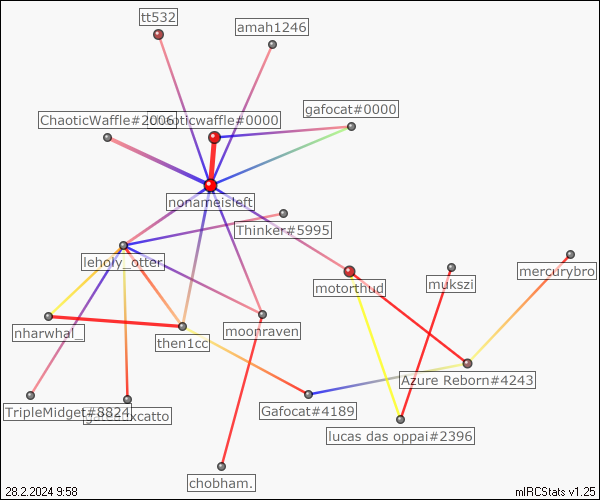 tt532
amah1246
gafocat#0000
ChaoticWaffle#2006
chaoticwaffle#0000
nonameisleft
Thinker#5995
leholy_otter
mercurybro
mukszi
motorthud
moonraven
nharwhal_
then1cc
Azure Reborn#4243
TripleMidget#8824
Gafocat#4189
lucas das oppai#2396
chobham.
28.2.2024 9:58
mIRCStats v1.25